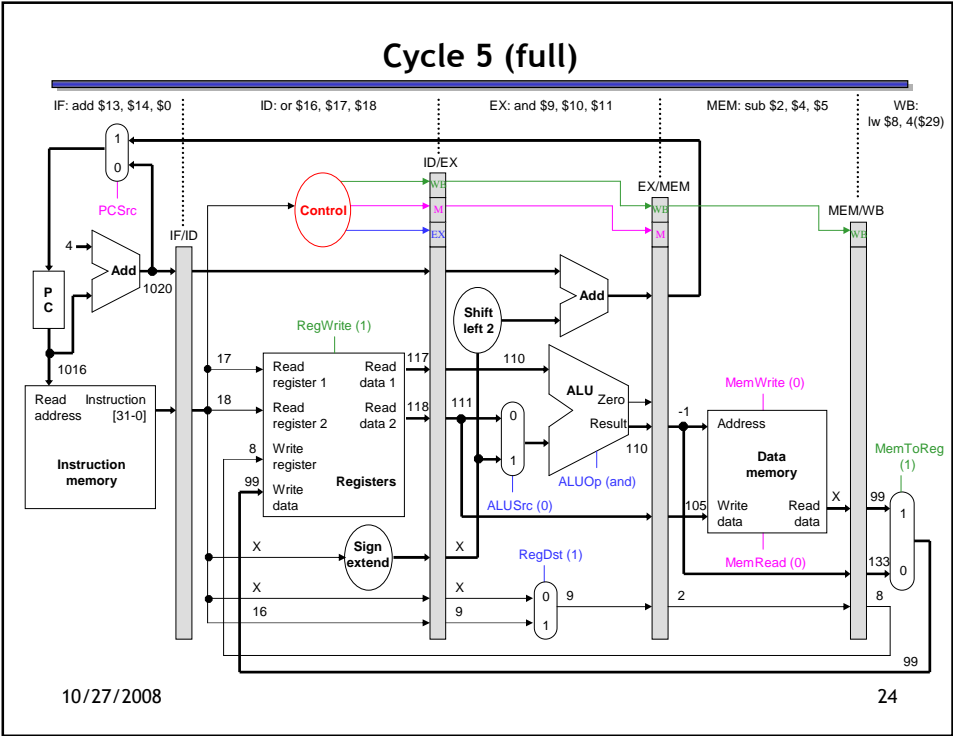 Cycle 5 (full)
IF: add $13, $14, $0
ID: or $16, $17, $18
EX: and $9, $10, $11
MEM: sub $2, $4, $5
WB:
lw $8, 4($29)
1
0
PCSrc
4
Add
P
C
1020
1016
IF/ID
ID/EX
EX/MEM
MEM/WB
Control
WB
M
EX
WB
M
WB
Add
Shift
left 2
RegWrite (1)
Read
address
Instruction
[31-0]
Instruction
memory
17
18
8
99
Read
register 1
Read
data 1
Read
register 2
Read
data 2
Write
register
Write
data
Registers
117
118
110
111
0
1
ALUSrc (0)
ALU
Zero
Result
110
ALUOp (and)
-1
105
MemWrite (0)
Address
Data
memory
Write
data
Read
data
MemRead (0)
X
99
133
MemToReg
(1)
1
0
X
Sign
extend
X
X
X
16
9
RegDst (1)
0
1
9
2
8
99
10/27/2008
24